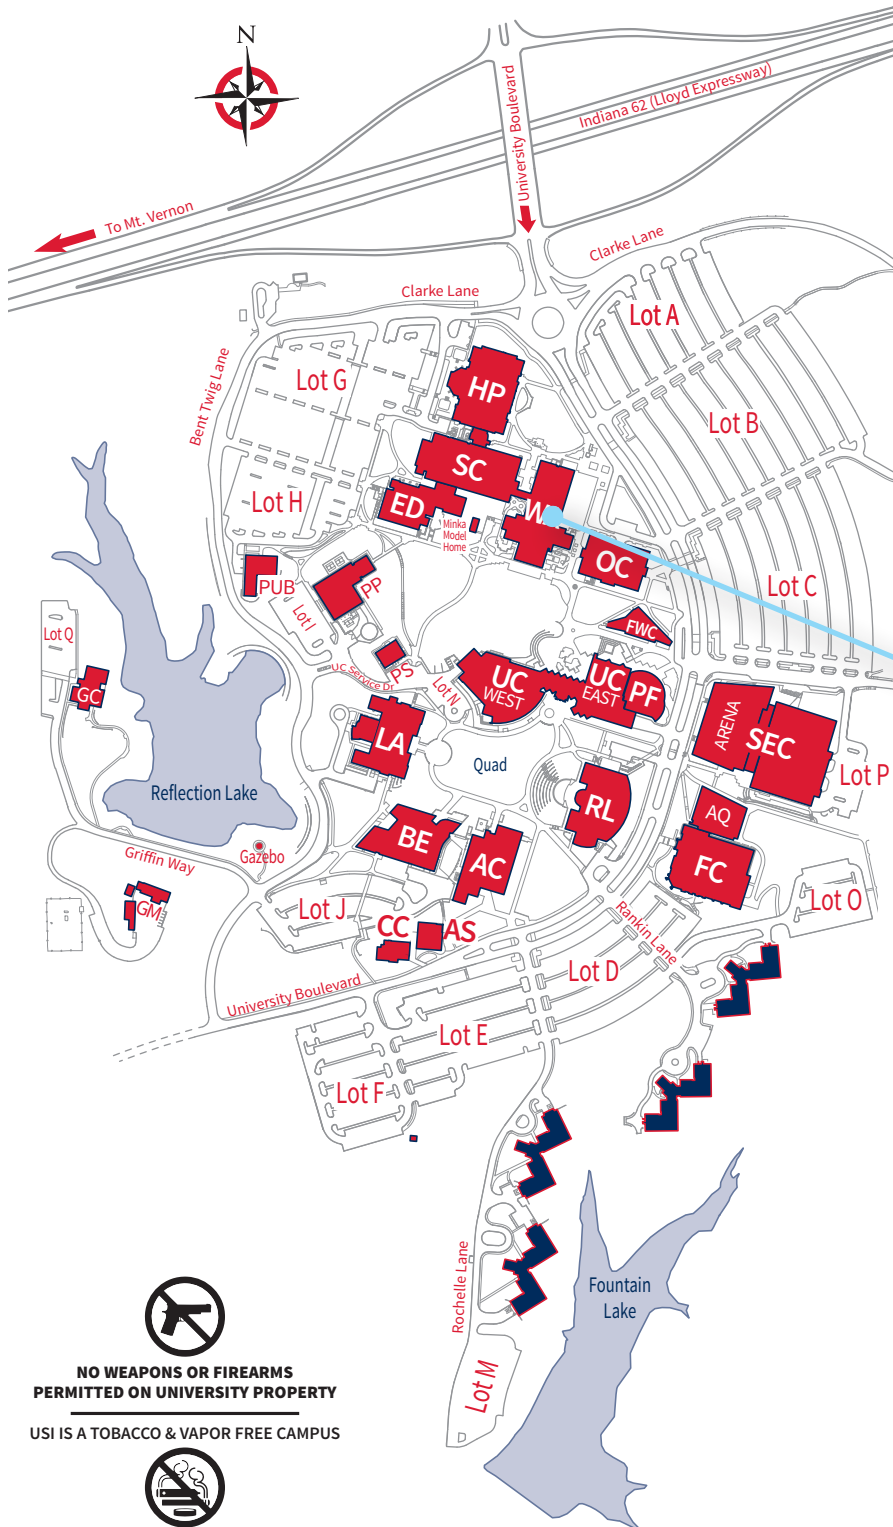 N
University Boulevard
Indiana 62 (Lloyd Expressway)
To Mt. Vernon
Clarke Lane
Clarke Lane
Lot A
Bent Twig Lane
Lot G
HP
Lot B
SC
Lot H
ED
Minka
Model
Home
OC
PUB
PP
Lot C
Lot I
FWC
Lot Q
PS
UC Service Dr
Lot N
UC
WEST
UC
EAST
PF
GC
ARENA
SEC
LA
Quad
Lot P
Reflection Lake
RL
AQ
BE
Gazebo
Griffin Way
AC
FC
GM
Lot J
Lot O
CC
AS
Rankin Lane
Lot D
University Boulevard
Lot E
Lot F
Rochelle Lane
Fountain
Lake
Lot M
NO WEAPONS OR FIREARMS
PERMITTED ON UNIVERSITY PROPERTY
USI IS A TOBACCO & VAPOR FREE CAMPUS